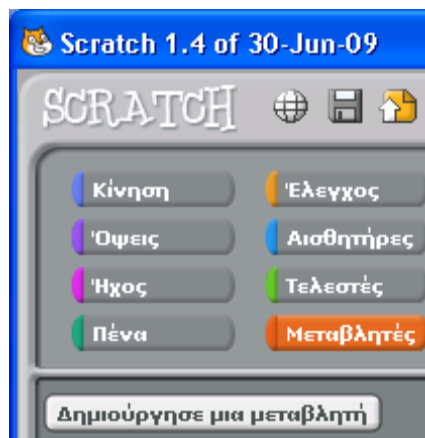 Scratch 1.4 of 30-Jun-09
SCRATCH
Κίνηση
Έλεγχος
Όψεις
Αισθητήρες
Ήχος
Τελεστές
Πένα
Μεταβλητές
Δημιούργησε μια μεταβλητή